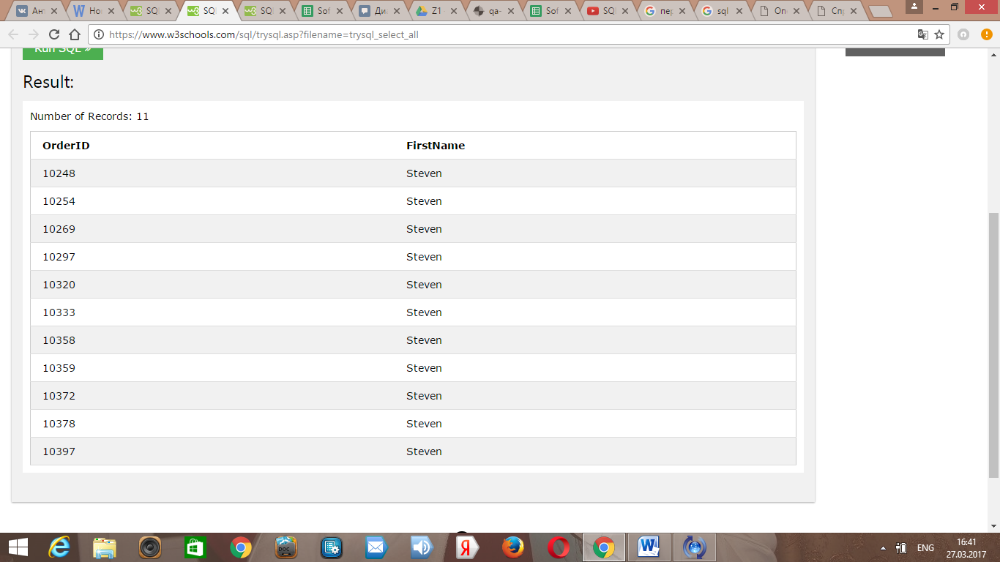 Ант
Но
SQ
SQ
SQ
Sof
Ди
Z1
qa-
Sof
SQ
пер
sql
Оп
Сп
https://www.w3schools.com/sql/trysql.asp?filename=trysql_select_all
Run SQL »
Result:
Number of Records: 11
OrderID FirstName
10248 Steven
10254 Steven
10269 Steven
10297 Steven
10320 Steven
10333 Steven
10358 Steven
10359 Steven
10372 Steven
10378 Steven
10397 Steven
DOC
Я
ENG
16:41
27.03.2017